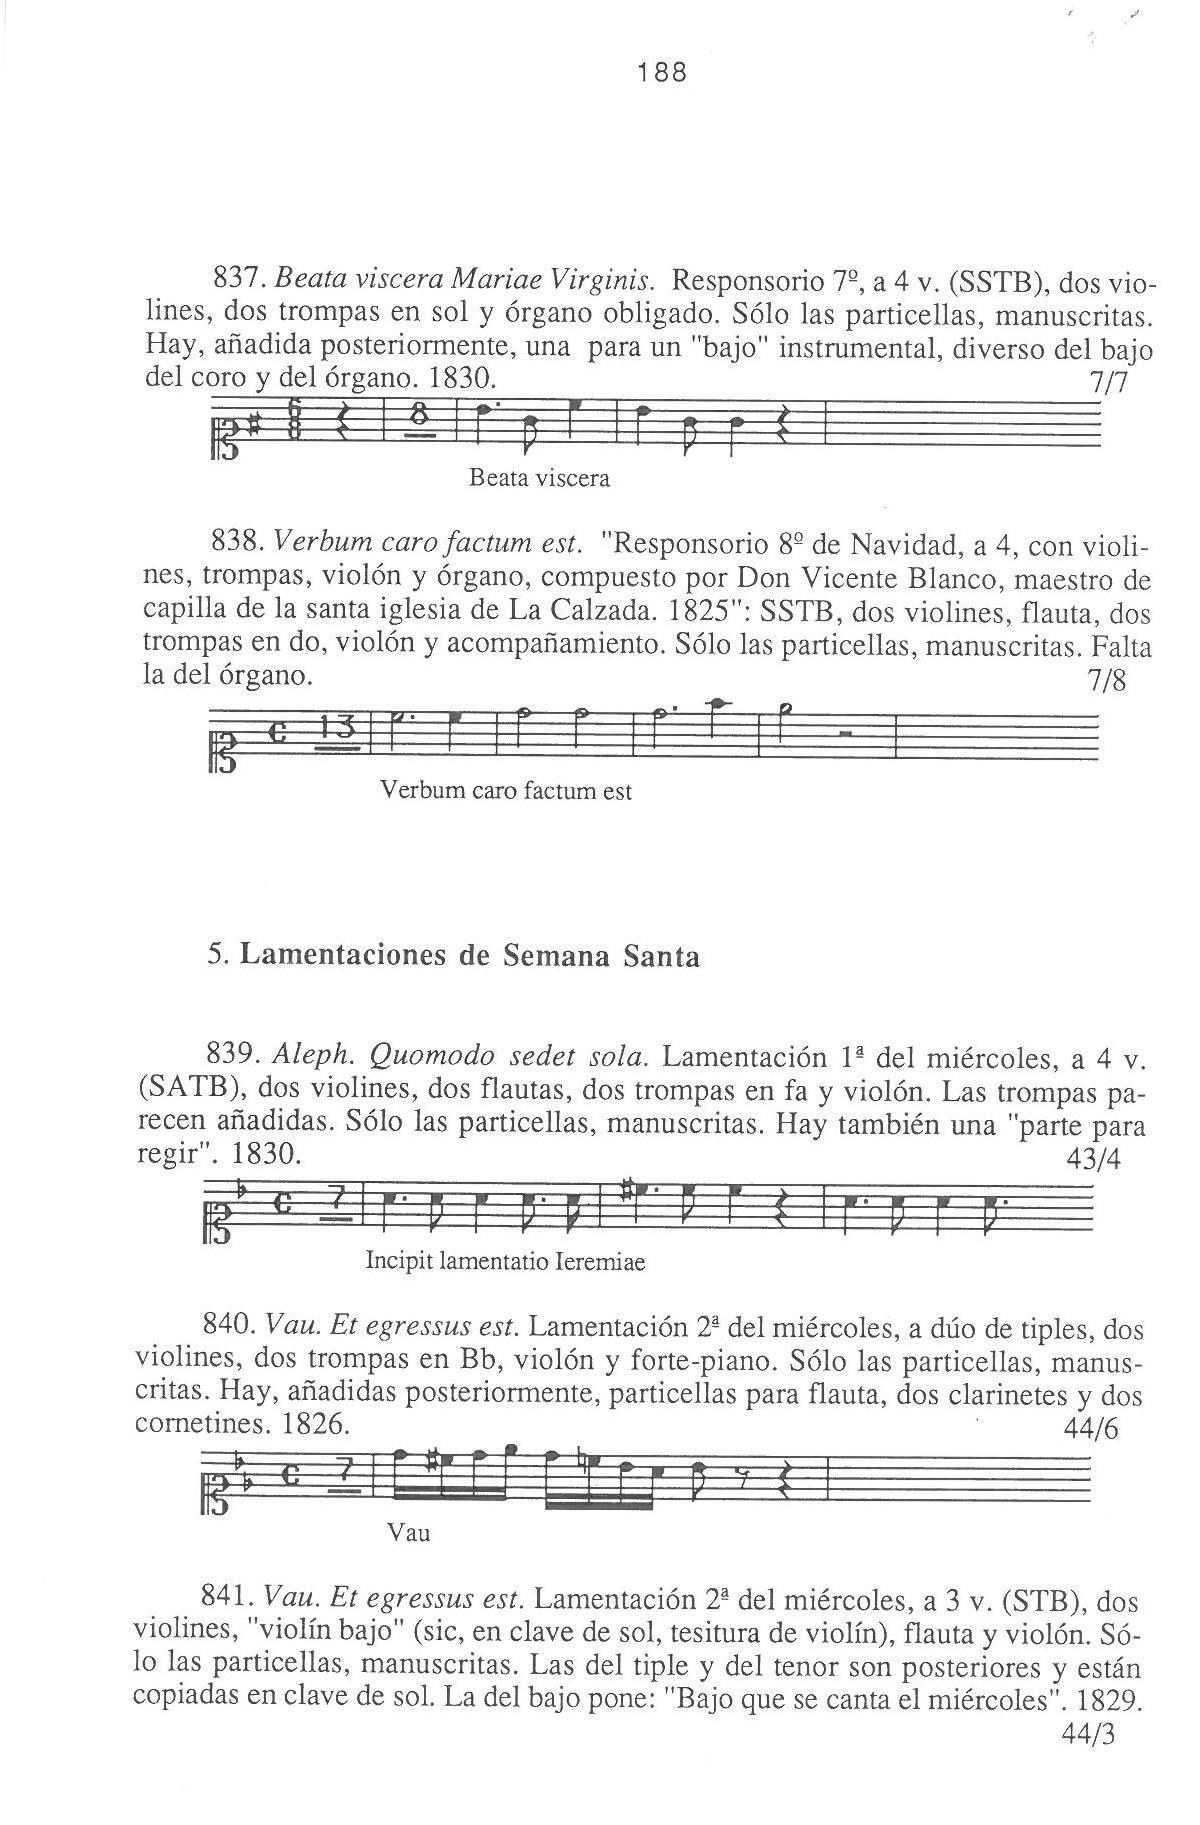 188
837. Beata viscera Mariae Virginis. Responsorio 7º, a 4 v. (SSTB), dos vio-
lines, dos trompas en sol y órgano obligado. Sólo las particellas, manuscritas.
Hay, añadida posteriormente, una para un "bajo" instrumental, diverso del bajo
del coro y del órgano. 1830. 7/7
6
8
8
Beata viscera
838. Verbum caro factum est. "Responsorio 8º de Navidad, a 4, con violi-
nes, trompas, violón y órgano, compuesto por Don Vicente Blanco, maestro de
capilla de la santa iglesia de La Calzada. 1825": SSTB, dos violines, flauta, dos
trompas en do, violón y acompañamiento. Sólo las particellas, manuscritas. Falta
la del órgano. 7/8
13
Verbum caro factum est
5. Lamentaciones de Semana Santa
839. Aleph. Quomodo sedet sola. Lamentación 1ª del miércoles, a 4 v.
(SATB), dos violines, dos flautas, dos trompas en fa y violón. Las trompas pa-
recen añadidas. Sólo las particellas, manuscritas. Hay también una "parte para
regir". 1830. 43/4
7
Incipit lamentatio Ieremiae
840. Vau. Et egressus est. Lamentación 2ª del miércoles, a dúo de tiples, dos
violines, dos trompas en Bb, violón y forte-piano. Sólo las particellas, manus-
critas. Hay, añadidas posteriormente, particellas para flauta, dos clarinetes y dos
cornetines. 1826. 44/6
7
Vau
841. Vau. Et egressus est. Lamentación 2ª del miércoles, a 3 v. (STB), dos
violines, "violín bajo" (sic, en clave de sol, tesitura de violín), flauta y violón. Só-
lo las particellas, manuscritas. Las del tiple y del tenor son posteriores y están
copiadas en clave de sol. La del bajo pone: "Bajo que se canta el miércoles". 1829.
44/3